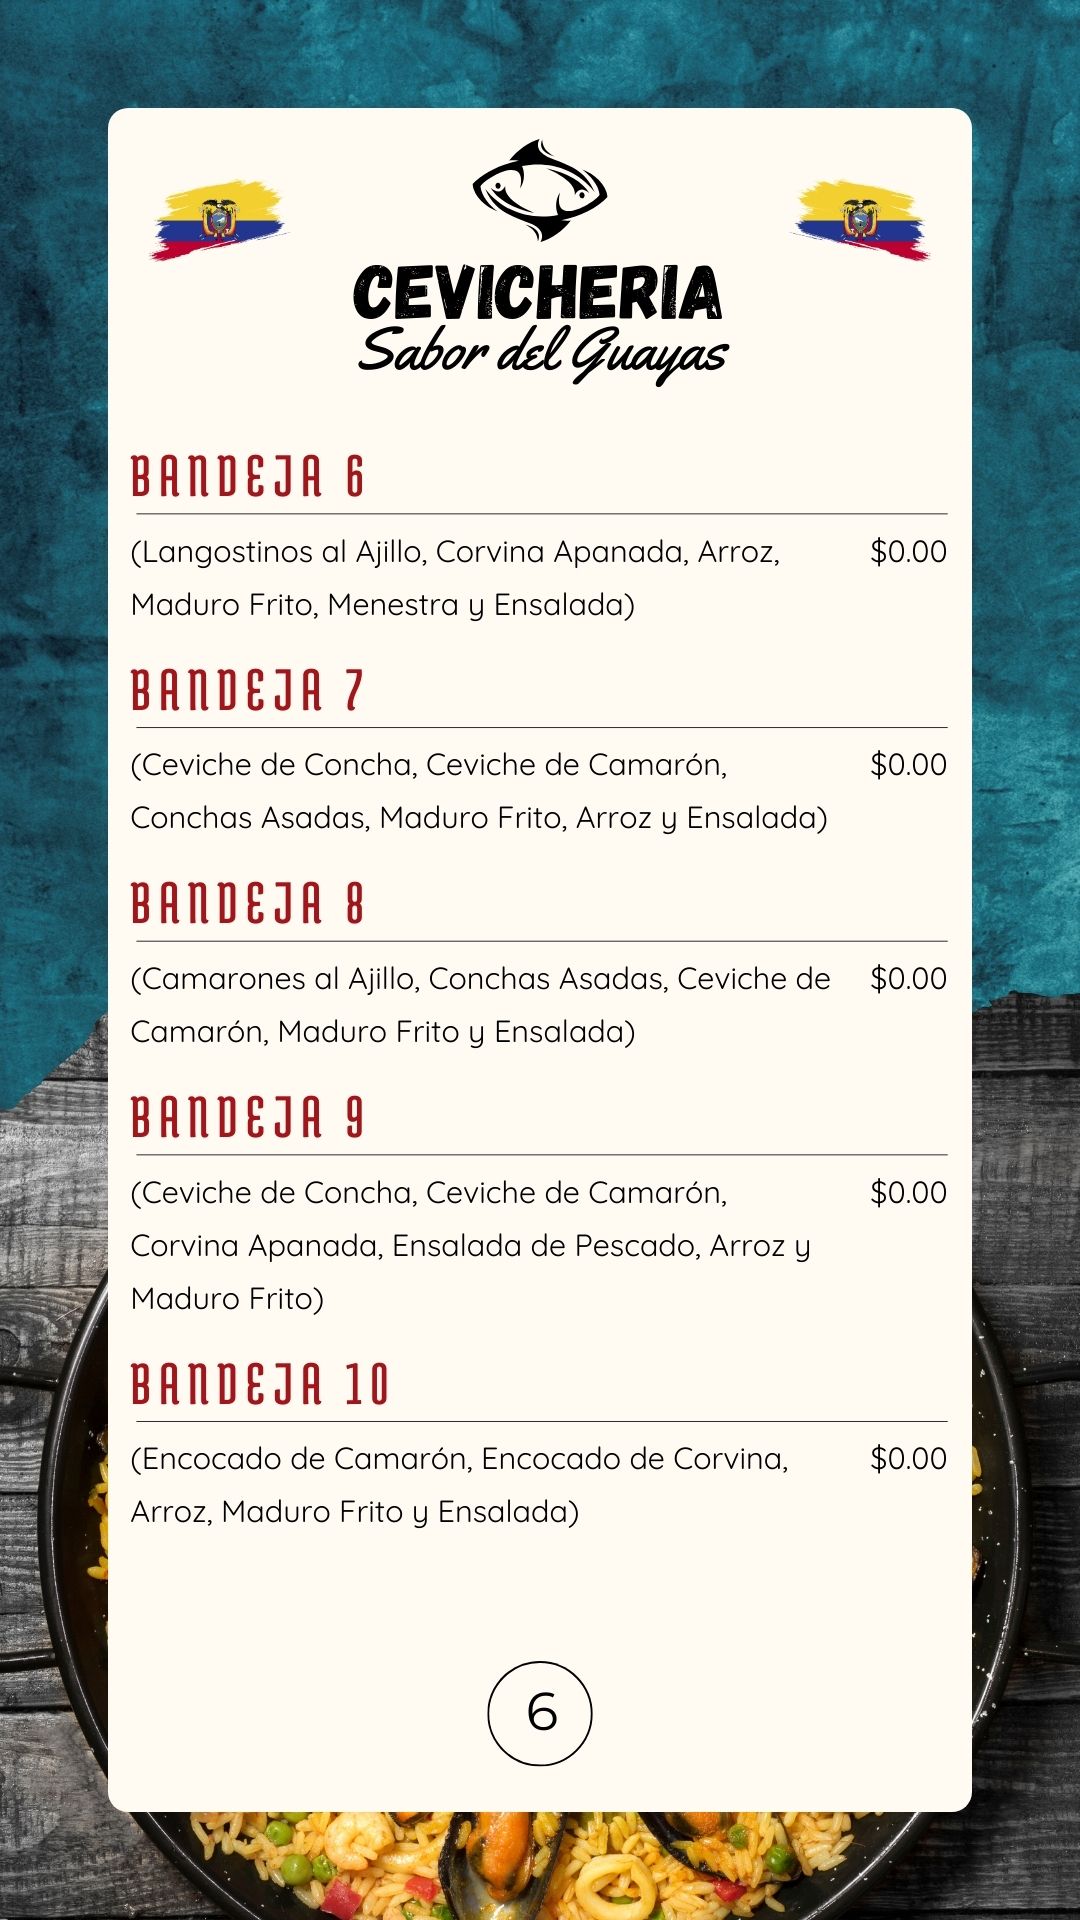 CEVICHERIA
Sabor del Guayas
BANDEJA 6
(Langostinos al Ajillo, Corvina Apanada, Arroz, $0.00
Maduro Frito, Menestra y Ensalada)
BANDEJA 7
(Ceviche de Concha, Ceviche de Camarón, $0.00
Conchas Asadas, Maduro Frito, Arroz y Ensalada)
BANDEJA 8
(Camarones al Ajillo, Conchas Asadas, Ceviche de $0.00
Camarón, Maduro Frito y Ensalada)
BANDEJA 9
(Ceviche de Concha, Ceviche de Camarón, $0.00
Corvina Apanada, Ensalada de Pescado, Arroz y
Maduro Frito)
BANDEJA 10
(Encocado de Camarón, Encocado de Corvina, $0.00
Arroz, Maduro Frito y Ensalada)
6